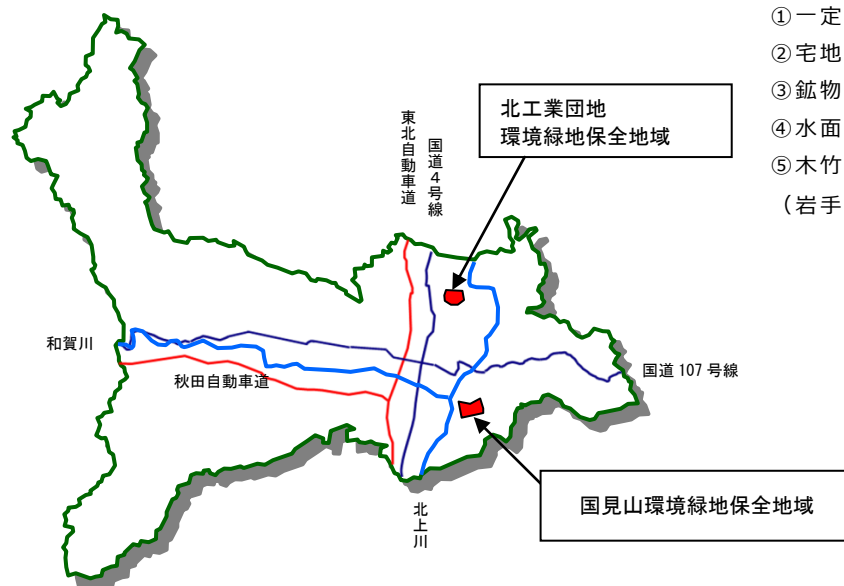 ①一定
②宅地
③鉱物
④水面
⑤木竹
（岩手
北工業団地
環境緑地保全地域
東北自動車道
国道４号線
和賀川
秋田自動車道
国道 107 号線
北上川
国見山環境緑地保全地域